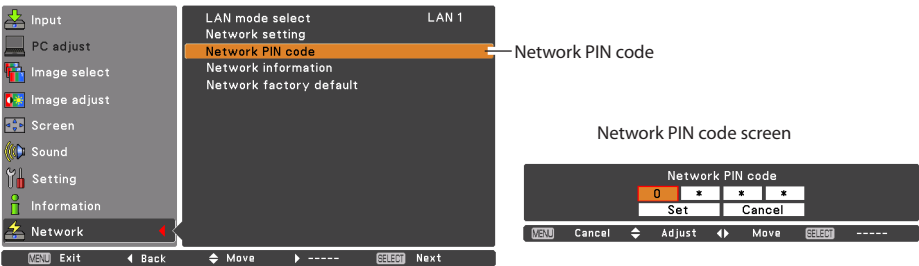 Input
PC adjust
Image select
Image adjust
Screen
Sound
Setting
Information
Network
LAN mode select LAN 1
Network setting
Network PIN code
Network information
Network factory default
MENU Exit Back Move ----- SELECT Next
Network PIN code
Network PIN code screen
Network PIN code
0 * * *
Set Cancel
MENU Cancel Adjust Move SELECT -----